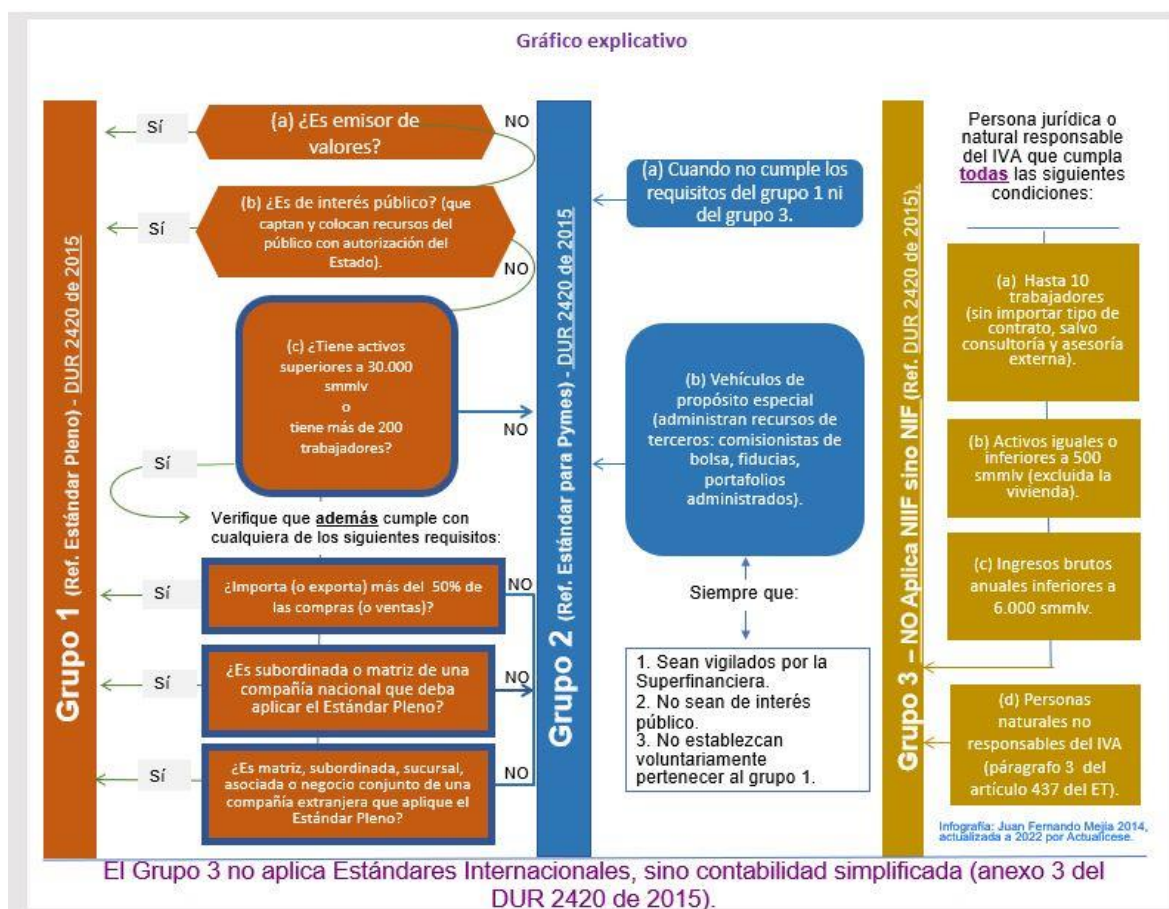 Gráfico explicativo
Grupo 1 (Ref. Estándar Pleno) - DUR 2420 de 2015
(a) ¿Es emisor de
valores?
Sí
NO
(b) ¿Es de interés público? (que
captan y colocan recursos del
público con autorización del
Estado).
Sí
NO
(c) ¿Tiene activos
superiores a 30.000
smmlv
o
tiene más de 200
trabajadores?
NO
Sí
Verifique que además cumple con
cualquiera de los siguientes requisitos:
¿Importa (o exporta) más del 50% de
las compras (o ventas)?
Sí
NO
¿Es subordinada o matriz de una
compañía nacional que deba
aplicar el Estándar Pleno?
Sí
NO
¿Es matriz, subordinada, sucursal,
asociada o negocio conjunto de una
compañía extranjera que aplique el
Estándar Pleno?
Sí
NO
Grupo 2 (Ref. Estándar para Pymes) - DUR 2420 de 2015
(a) Cuando no cumple los
requisitos del grupo 1 ni
del grupo 3.
(b) Vehículos de
propósito especial
(administran recursos de
terceros: comisionistas de
bolsa, fiducias,
portafolios
administrados).
Siempre que:
1. Sean vigilados por la
Superfinanciera.
2. No sean de interés
público.
3. No establezcan
voluntariamente
pertenecer al grupo 1.
Grupo 3 – NO Aplica NIIF sino NIF (Ref. DUR 2420 de 2015).
Persona jurídica o
natural responsable
del IVA que cumpla
todas las siguientes
condiciones:
(a) Hasta 10
trabajadores
(sin importar tipo de
contrato, salvo
consultoría y asesoría
externa).
(b) Activos iguales o
inferiores a 500
smmlv (excluida la
vivienda).
(c) Ingresos brutos
anuales inferiores a
6.000 smmlv.
(d) Personas
naturales no
responsables del IVA
(páragrafo 3 del
artículo 437 del ET).
Infografía: Juan Fernando Mejía 2014,
actualizada a 2022 por Actualícese.
El Grupo 3 no aplica Estándares Internacionales, sino contabilidad simplificada (anexo 3 del
DUR 2420 de 2015).